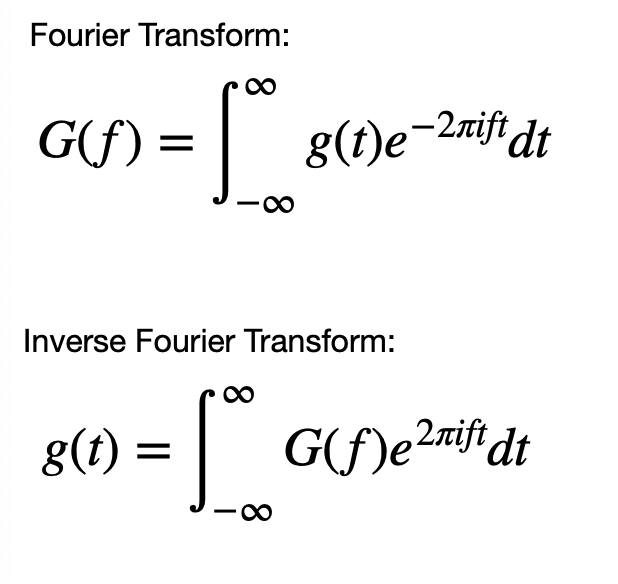 Fourier Transform:
G(f) = ∫_{-∞}^{∞} g(t)e^{-2πift}dt
Inverse Fourier Transform:
g(t) = ∫_{-∞}^{∞} G(f)e^{2πift}dt